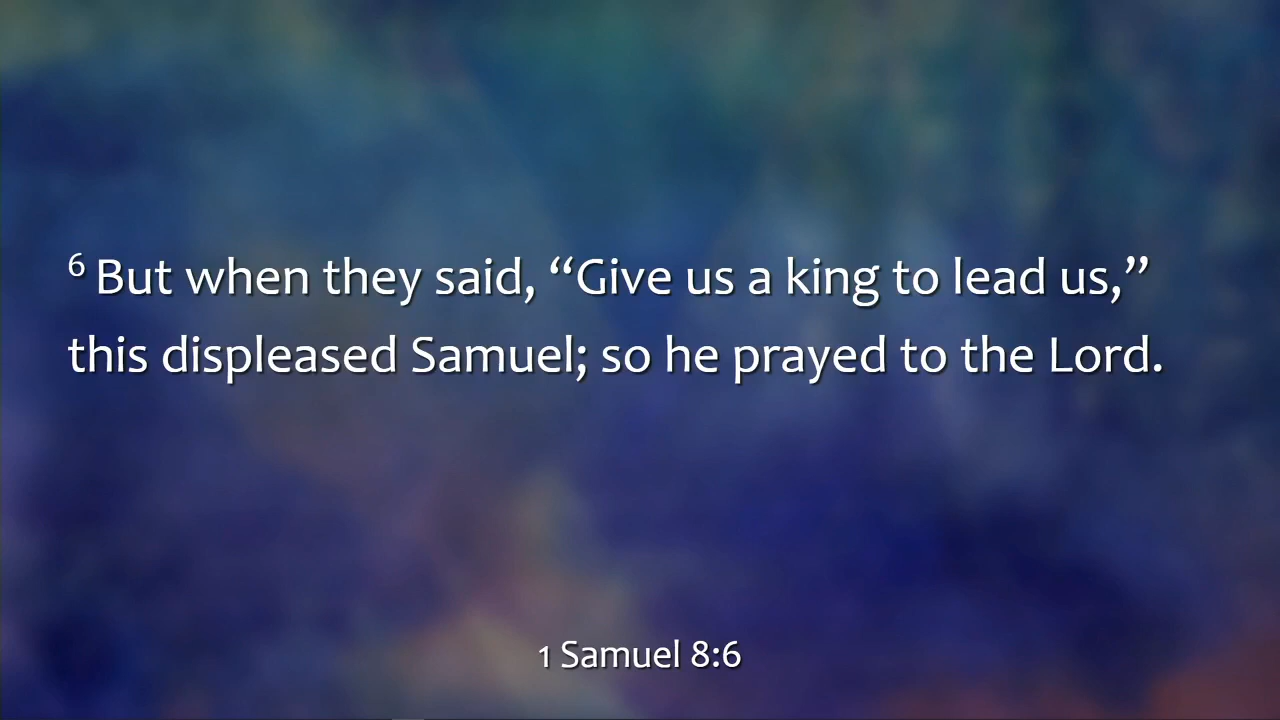 ⁶ But when they said, “Give us a king to lead us,”
this displeased Samuel; so he prayed to the Lord.
1 Samuel 8:6